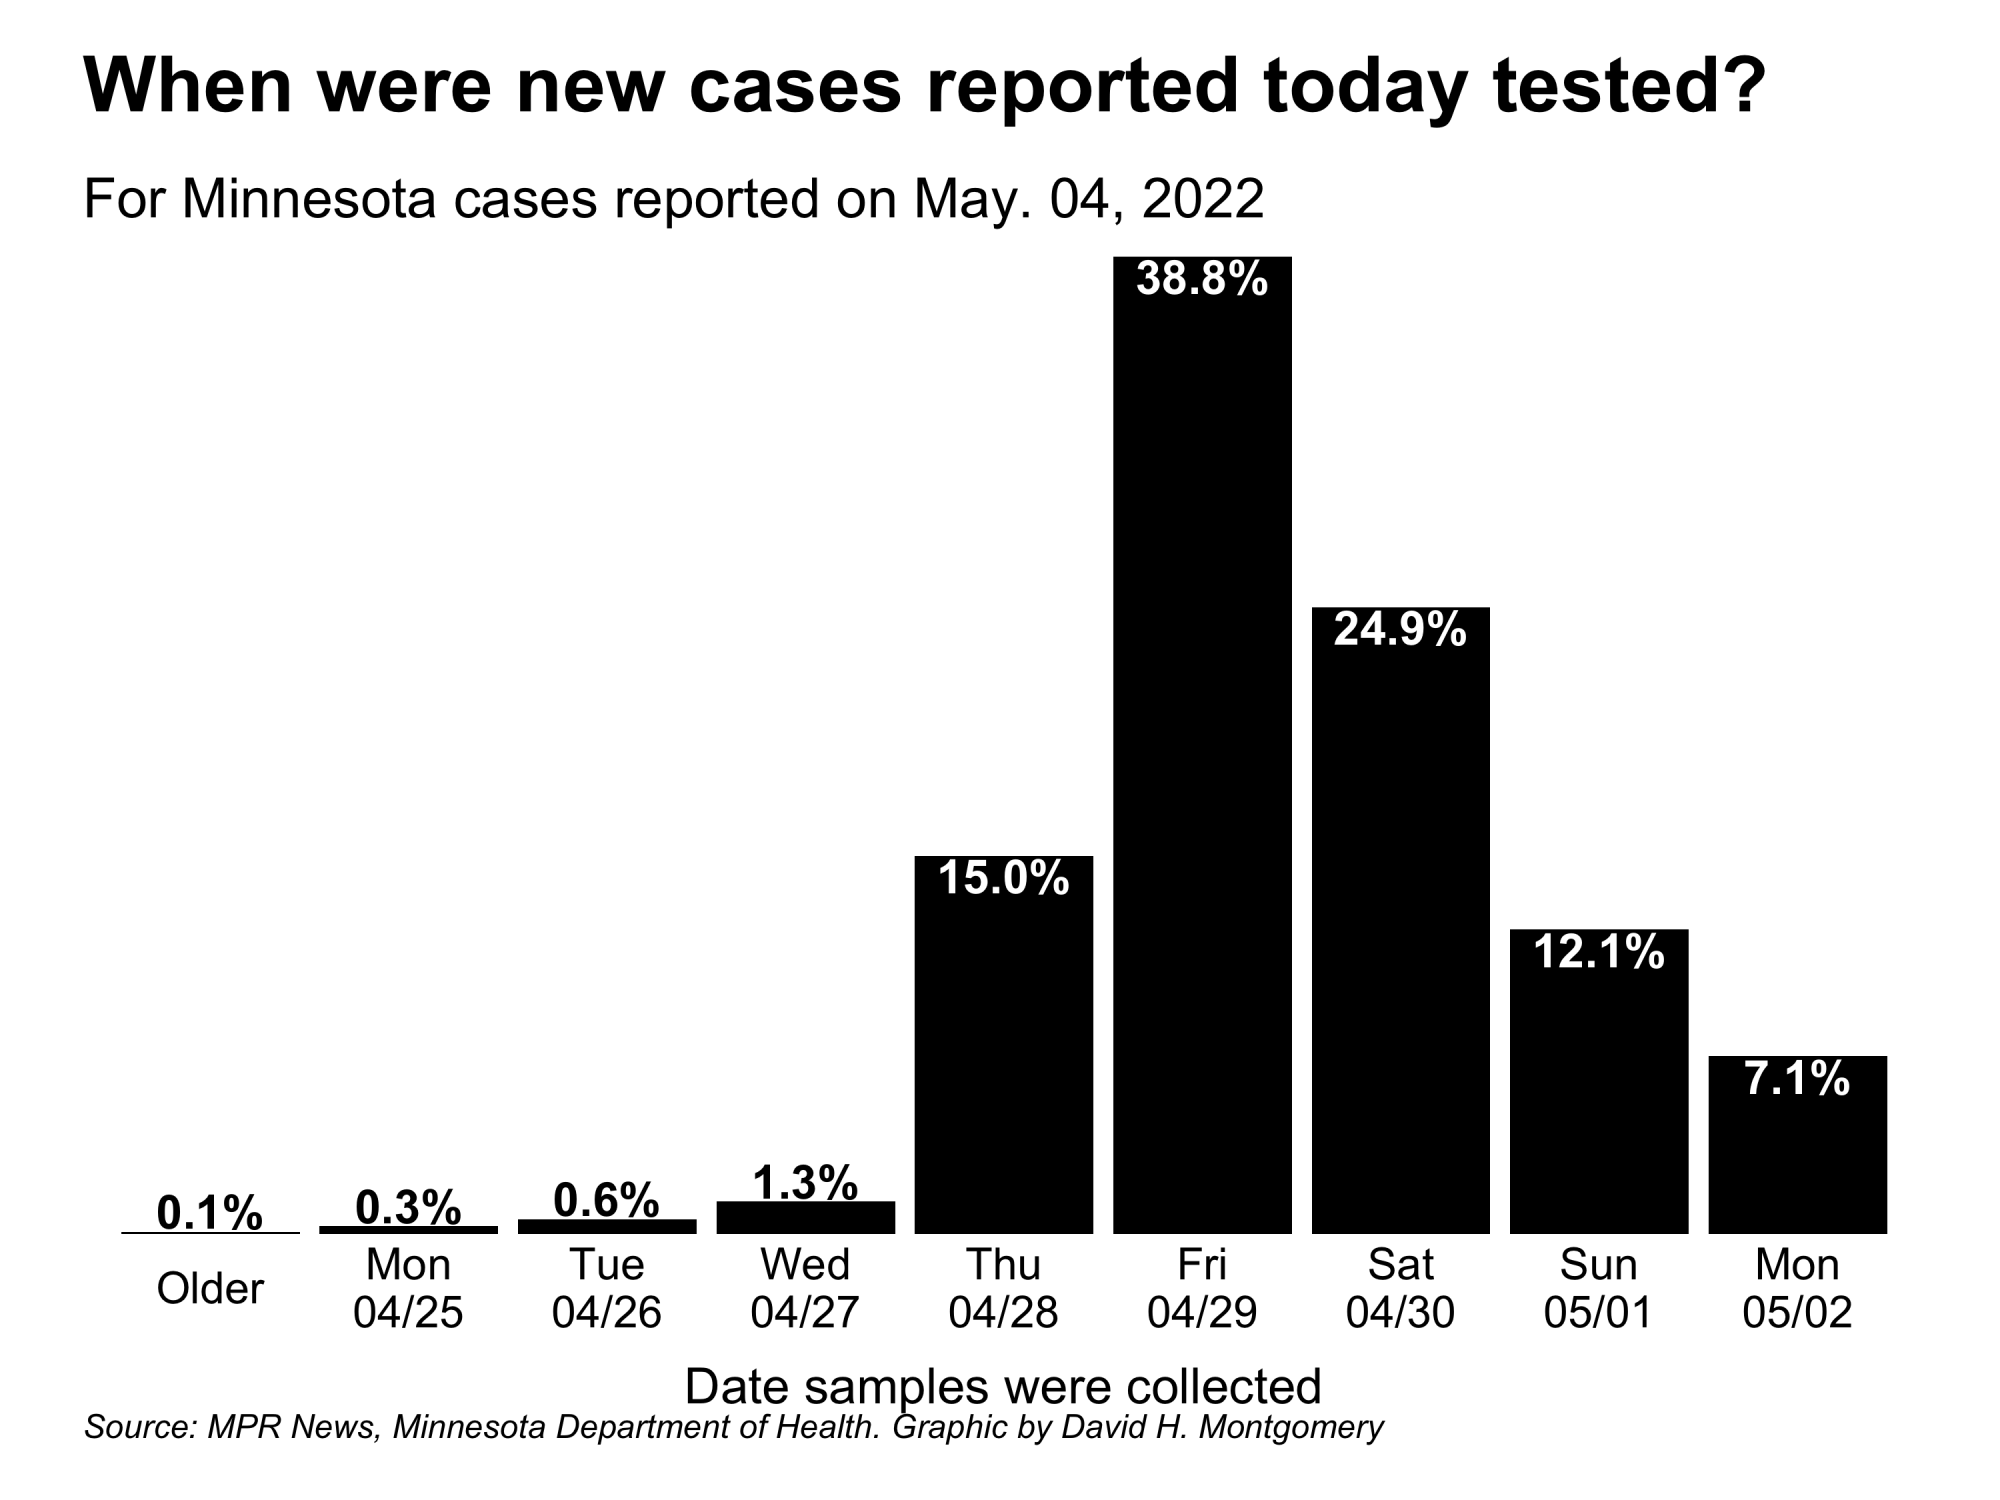 When were new cases reported today tested?
For Minnesota cases reported on May. 04, 2022
38.8%
24.9%
15.0%
12.1%
7.1%
1.3%
0.6%
0.3%
0.1%
Older
Mon
04/25
Tue
04/26
Wed
04/27
Thu
04/28
Fri
04/29
Sat
04/30
Sun
05/01
Mon
05/02
Date samples were collected
Source: MPR News, Minnesota Department of Health. Graphic by David H. Montgomery